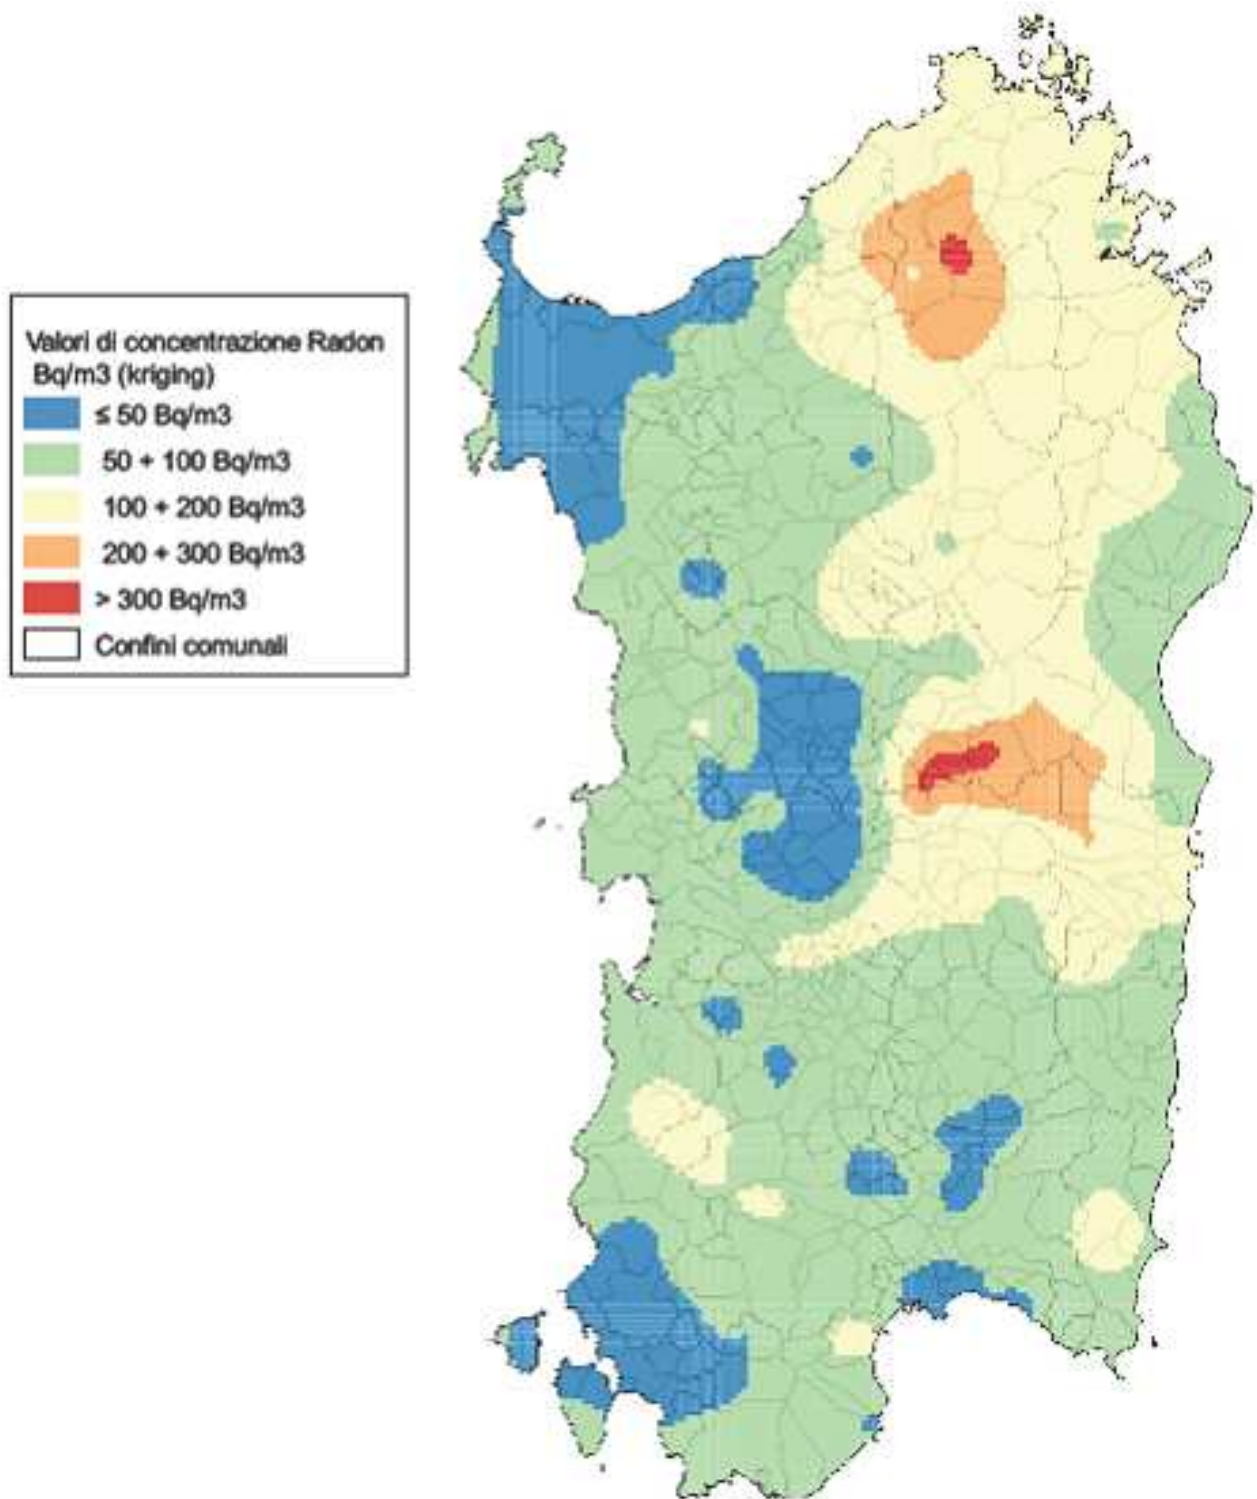 Valori di concentrazione Radon
Bq/m3 (kriging)
≤ 50 Bq/m3
50 + 100 Bq/m3
100 + 200 Bq/m3
200 + 300 Bq/m3
> 300 Bq/m3
Confini comunali